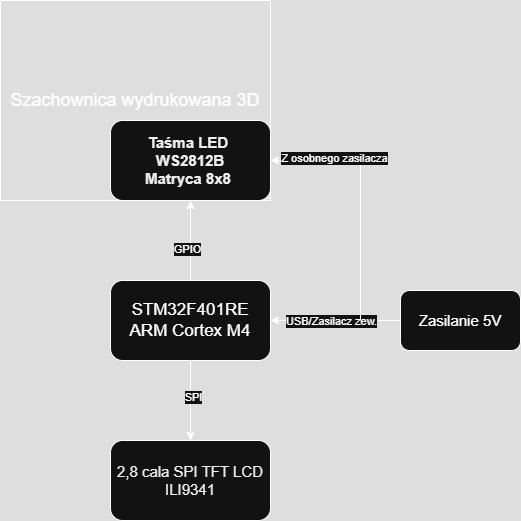 Szachownica wydrukowana 3D
Taśma LED
WS2812B
Matryca 8x8
Z osobnego zasilacza
GPIO
STM32F401RE
ARM Cortex M4
USB/Zasilacz zew.
Zasilanie 5V
SPI
2,8 cala SPI TFT LCD
ILI9341